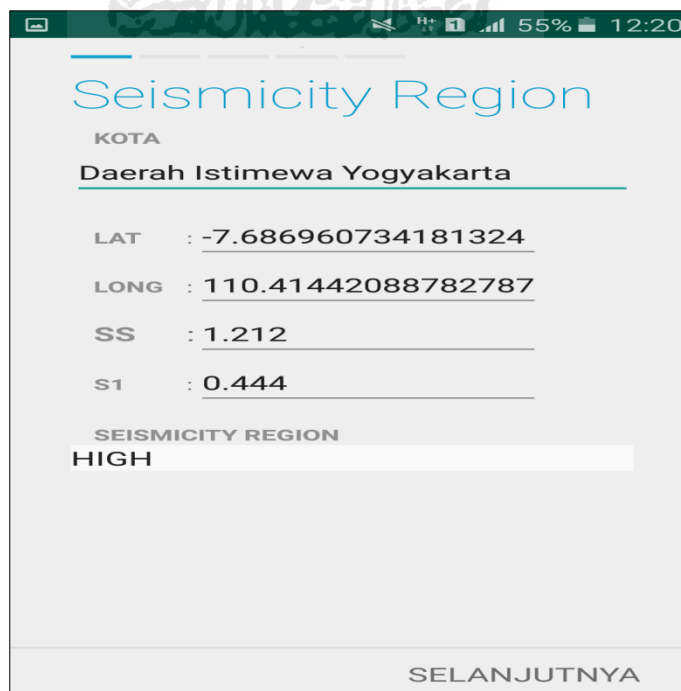 H+ 1 55% 12:20
Seismicity Region
KOTA
Daerah Istimewa Yogyakarta
LAT : -7.686960734181324
LONG : 110.41442088782787
SS : 1.212
S1 : 0.444
SEISMICITY REGION
HIGH
SELANJUTNYA